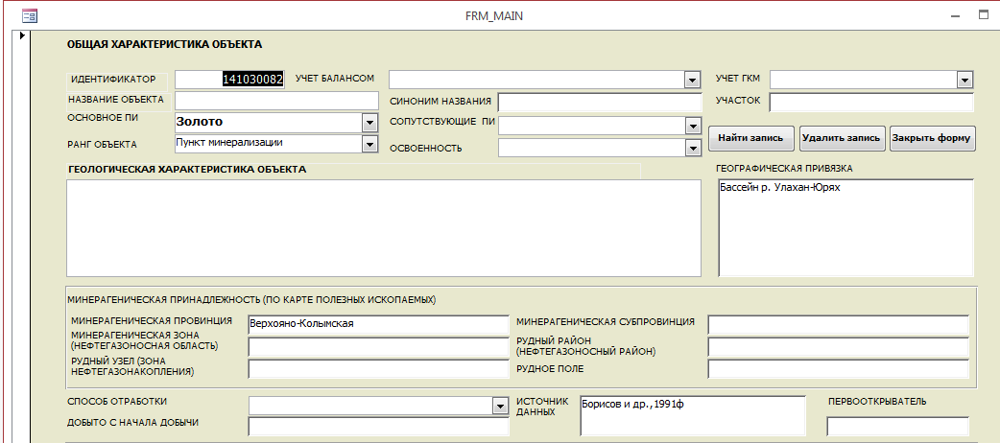 FRM_MAIN
ОБЩАЯ ХАРАКТЕРИСТИКА ОБЪЕКТА
ИДЕНТИФИКАТОР 141030082 УЧЕТ БАЛАНСОМ УЧЕТ ГКМ
НАЗВАНИЕ ОБЪЕКТА СИНОНИМ НАЗВАНИЯ УЧАСТОК
ОСНОВНОЕ ПИ Золото СОПУТСТВУЮЩИЕ ПИ
Найти запись Удалить запись Закрыть форму
РАНГ ОБЪЕКТА Пункт минерализации ОСВОЕННОСТЬ
ГЕОЛОГИЧЕСКАЯ ХАРАКТЕРИСТИКА ОБЪЕКТА ГЕОГРАФИЧЕСКАЯ ПРИВЯЗКА
Бассейн р. Улахан-Юрях
МИНЕРАГЕНИЧЕСКАЯ ПРИНАДЛЕЖНОСТЬ (ПО КАРТЕ ПОЛЕЗНЫХ ИСКОПАЕМЫХ)
МИНЕРАГЕНИЧЕСКАЯ ПРОВИНЦИЯ Верхояно-Колымская МИНЕРАГЕНИЧЕСКАЯ СУБПРОВИНЦИЯ
МИНЕРАГЕНИЧЕСКАЯ ЗОНА
(НЕФТЕГАЗОНОСНАЯ ОБЛАСТЬ)
РУДНЫЙ РАЙОН
(НЕФТЕГАЗОНОСНЫЙ РАЙОН)
РУДНЫЙ УЗЕЛ (ЗОНА
НЕФТЕГАЗОНАКОПЛЕНИЯ)
РУДНОЕ ПОЛЕ
СПОСОБ ОТРАБОТКИ
ИСТОЧНИК
ДАННЫХ
Борисов и др.,1991ф
ПЕРВООТКРЫВАТЕЛЬ
ДОБЫТО С НАЧАЛА ДОБЫЧИ